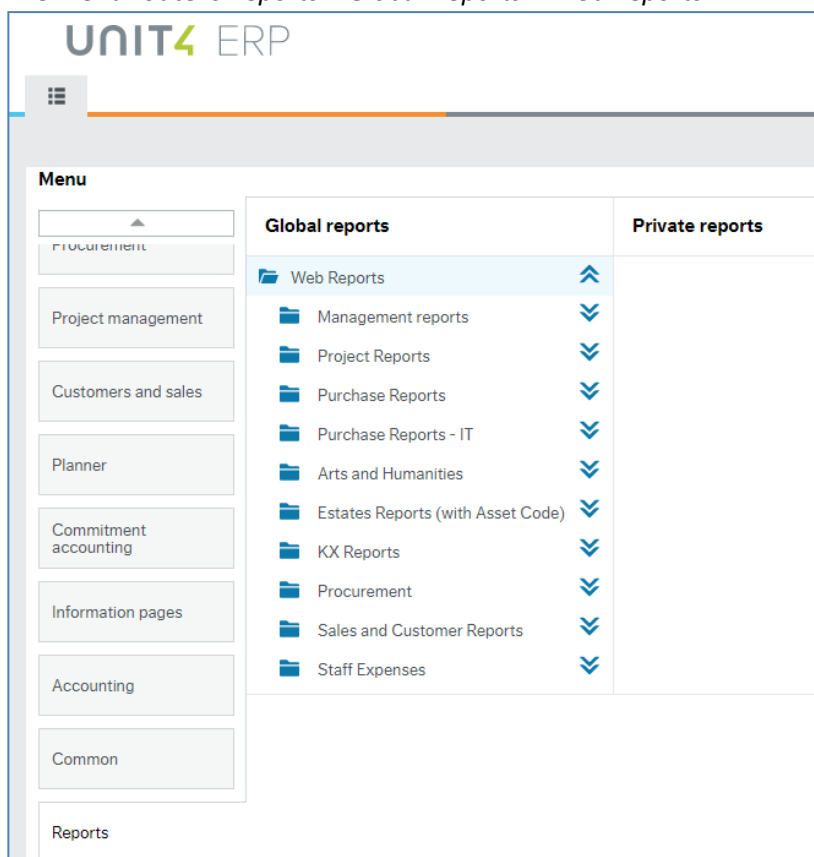 UNIT4 ERP
Menu
Procurement
Project management
Customers and sales
Planner
Commitment
accounting
Information pages
Accounting
Common
Reports
Global reports
Web Reports
Management reports
Project Reports
Purchase Reports
Purchase Reports - IT
Arts and Humanities
Estates Reports (with Asset Code)
KX Reports
Procurement
Sales and Customer Reports
Staff Expenses
Private reports